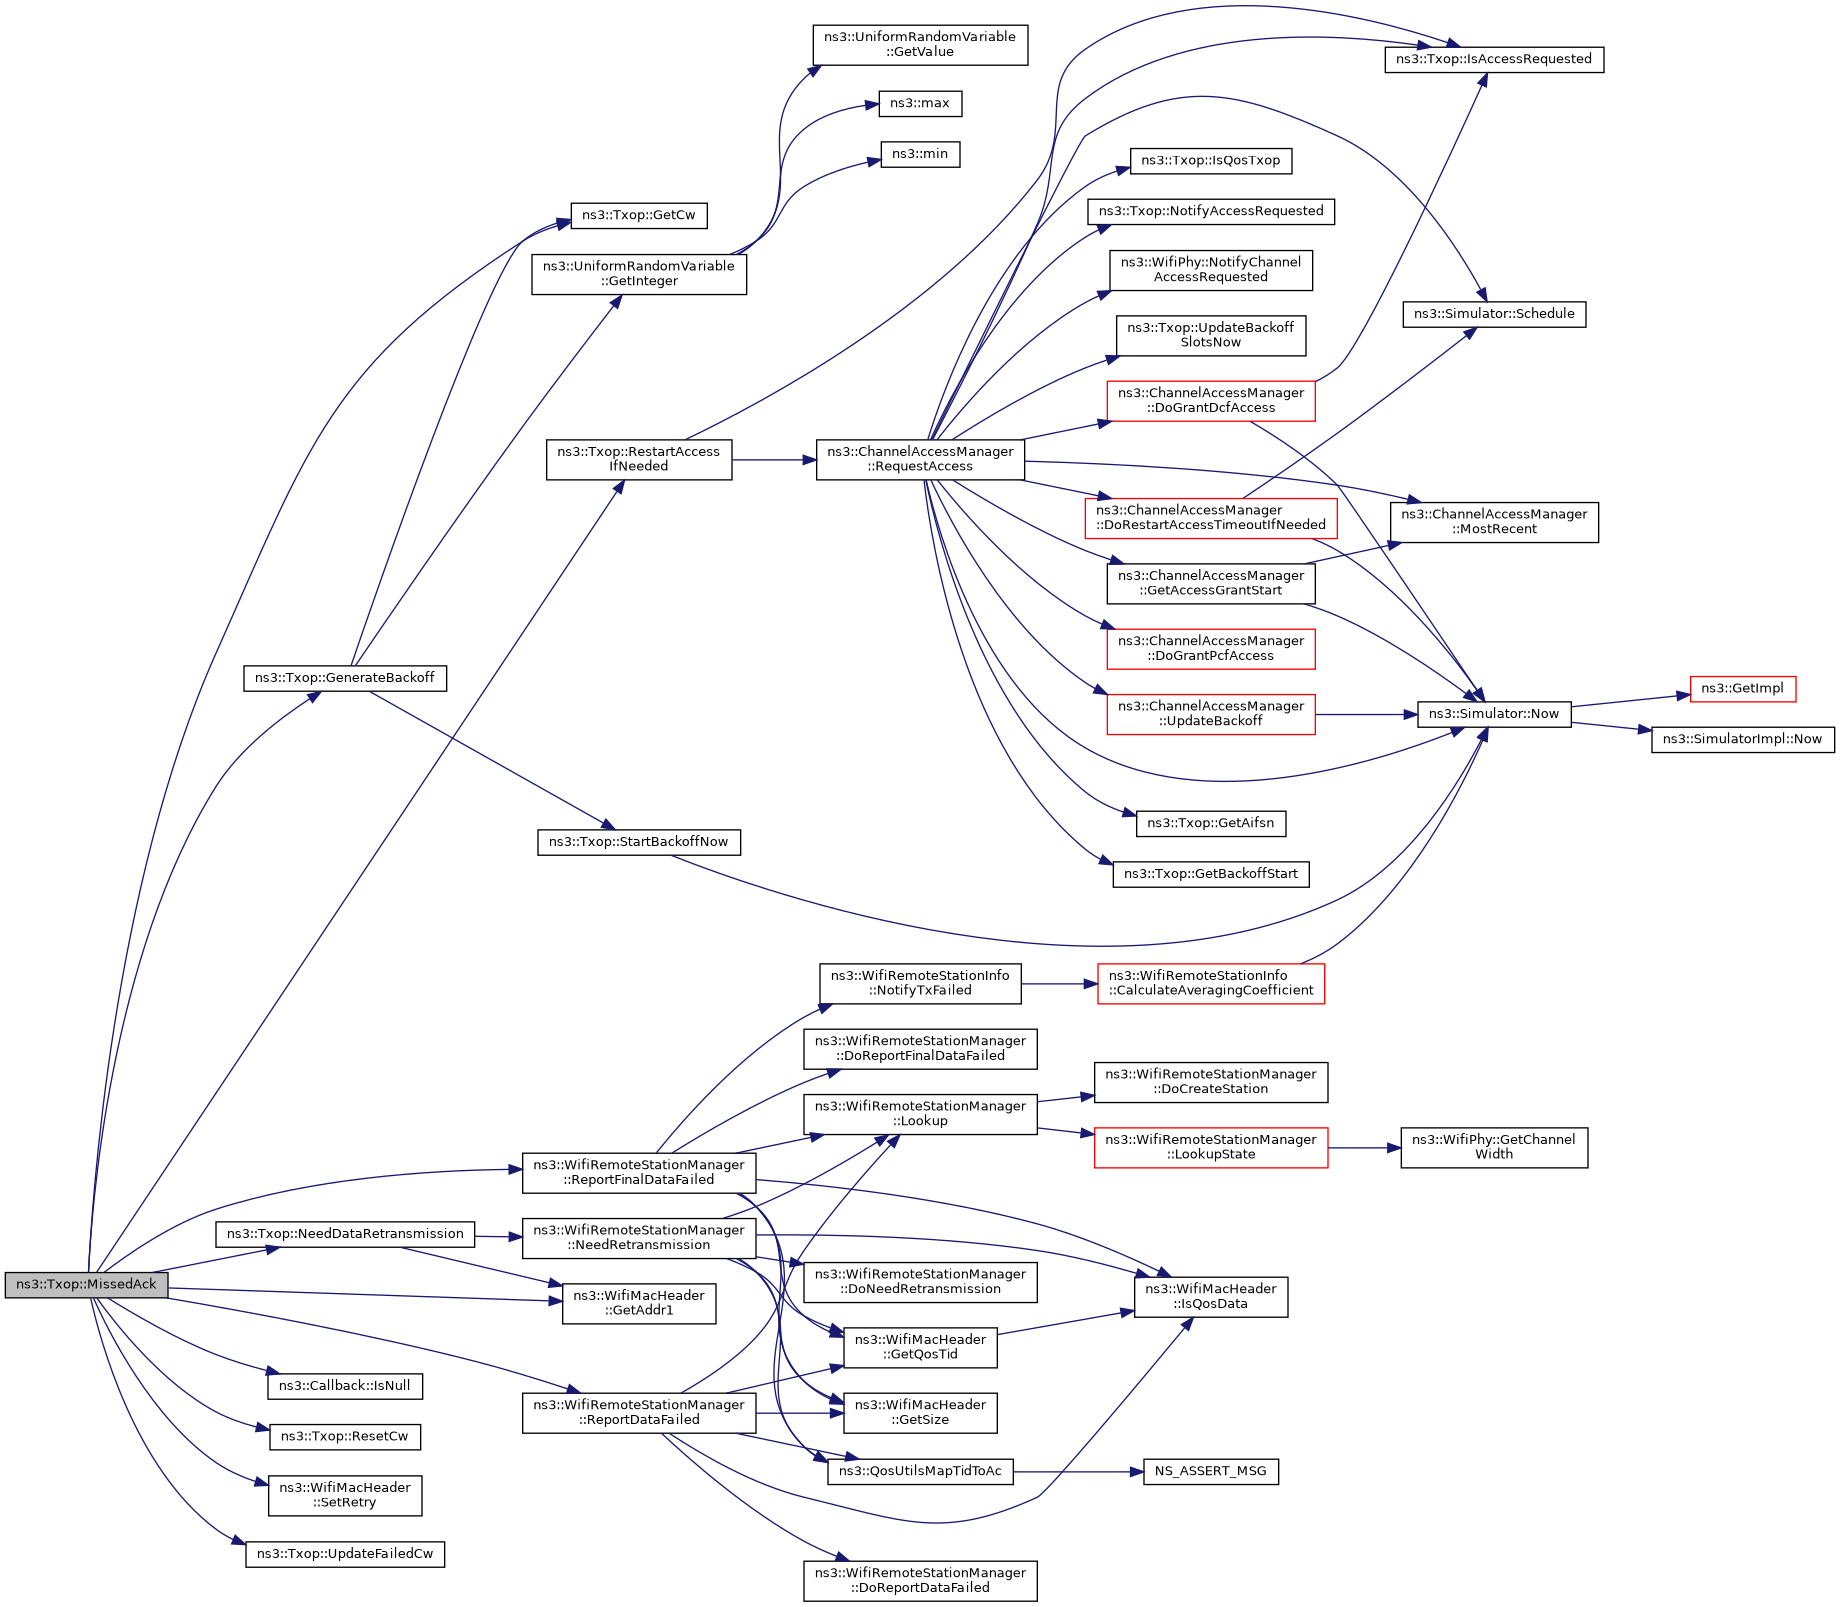 ns3::UniformRandomVariable
::GetValue
ns3::Txop::IsAccessRequested
ns3::max
ns3::min
ns3::Txop::IsQosTxop
ns3::Txop::GetCw
ns3::Txop::NotifyAccessRequested
ns3::UniformRandomVariable
::GetInteger
ns3::WifiPhy::NotifyChannel
AccessRequested
ns3::Simulator::Schedule
ns3::Txop::UpdateBackoff
SlotsNow
ns3::ChannelAccessManager
::DoGrantDcfAccess
ns3::Txop::RestartAccess
IfNeeded
ns3::ChannelAccessManager
::RequestAccess
ns3::ChannelAccessManager
::DoRestartAccessTimeoutIfNeeded
ns3::ChannelAccessManager
::MostRecent
ns3::ChannelAccessManager
::GetAccessGrantStart
ns3::ChannelAccessManager
::DoGrantPcfAccess
ns3::Txop::GenerateBackoff
ns3::ChannelAccessManager
::UpdateBackoff
ns3::Simulator::Now
ns3::GetImpl
ns3::SimulatorImpl::Now
ns3::Txop::GetAifsn
ns3::Txop::StartBackoffNow
ns3::Txop::GetBackoffStart
ns3::WifiRemoteStationInfo
::NotifyTxFailed
ns3::WifiRemoteStationInfo
::CalculateAveragingCoefficient
ns3::WifiRemoteStationManager
::DoReportFinalDataFailed
ns3::WifiRemoteStationManager
::DoCreateStation
ns3::WifiRemoteStationManager
::Lookup
ns3::WifiRemoteStationManager
::LookupState
ns3::WifiPhy::GetChannel
Width
ns3::WifiRemoteStationManager
::ReportFinalDataFailed
ns3::Txop::NeedDataRetransmission
ns3::WifiRemoteStationManager
::NeedRetransmission
ns3::Txop::MissedAck
ns3::WifiRemoteStationManager
::DoNeedRetransmission
ns3::WifiMacHeader
::GetAddr1
ns3::WifiMacHeader
::IsQosData
ns3::WifiMacHeader
::GetQosTid
ns3::Callback::IsNull
ns3::WifiRemoteStationManager
::ReportDataFailed
ns3::WifiMacHeader
::GetSize
ns3::Txop::ResetCw
ns3::QosUtilsMapTidToAc
NS_ASSERT_MSG
ns3::WifiMacHeader
::SetRetry
ns3::Txop::UpdateFailedCw
ns3::WifiRemoteStationManager
::DoReportDataFailed